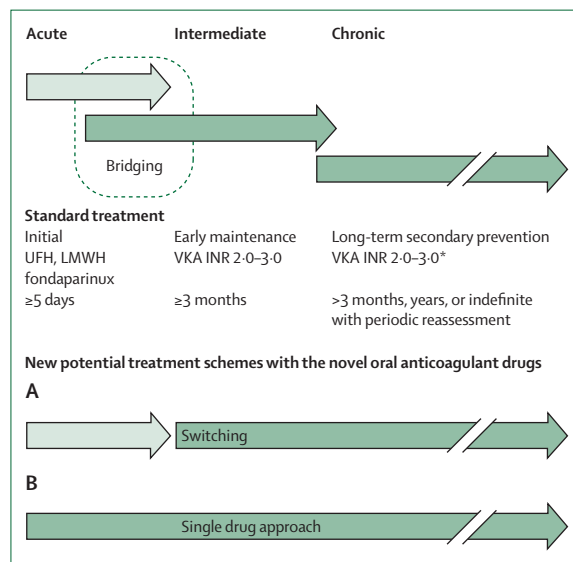 Acute Intermediate Chronic
Bridging
Standard treatment
Initial Early maintenance Long-term secondary prevention
UFH, LMWH VKA INR 2·0–3·0 VKA INR 2·0–3·0*
fondaparinux
≥5 days ≥3 months >3 months, years, or indefinite
with periodic reassessment
New potential treatment schemes with the novel oral anticoagulant drugs
A
Switching
B
Single drug approach